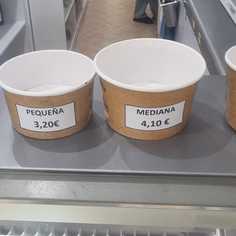 PEQUEÑA
3,20€
MEDIANA
4,10 €